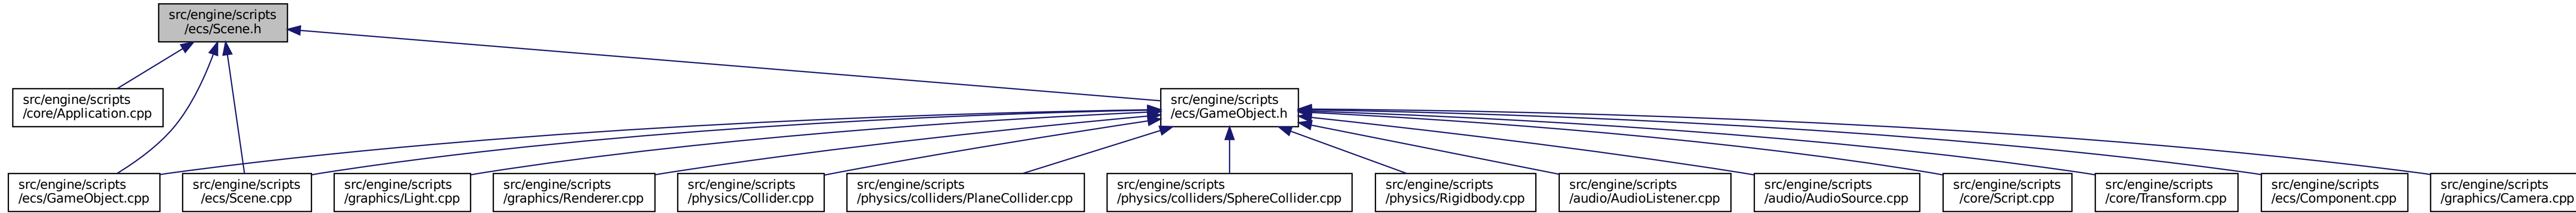 src/engine/scripts
/ecs/Scene.h
src/engine/scripts
/core/Application.cpp
src/engine/scripts
/ecs/GameObject.h
src/engine/scripts
/ecs/GameObject.cpp
src/engine/scripts
/ecs/Scene.cpp
src/engine/scripts
/graphics/Light.cpp
src/engine/scripts
/graphics/Renderer.cpp
src/engine/scripts
/physics/Collider.cpp
src/engine/scripts
/physics/colliders/PlaneCollider.cpp
src/engine/scripts
/physics/colliders/SphereCollider.cpp
src/engine/scripts
/physics/Rigidbody.cpp
src/engine/scripts
/audio/AudioListener.cpp
src/engine/scripts
/audio/AudioSource.cpp
src/engine/scripts
/core/Script.cpp
src/engine/scripts
/core/Transform.cpp
src/engine/scripts
/ecs/Component.cpp
src/engine/scripts
/graphics/Camera.cpp